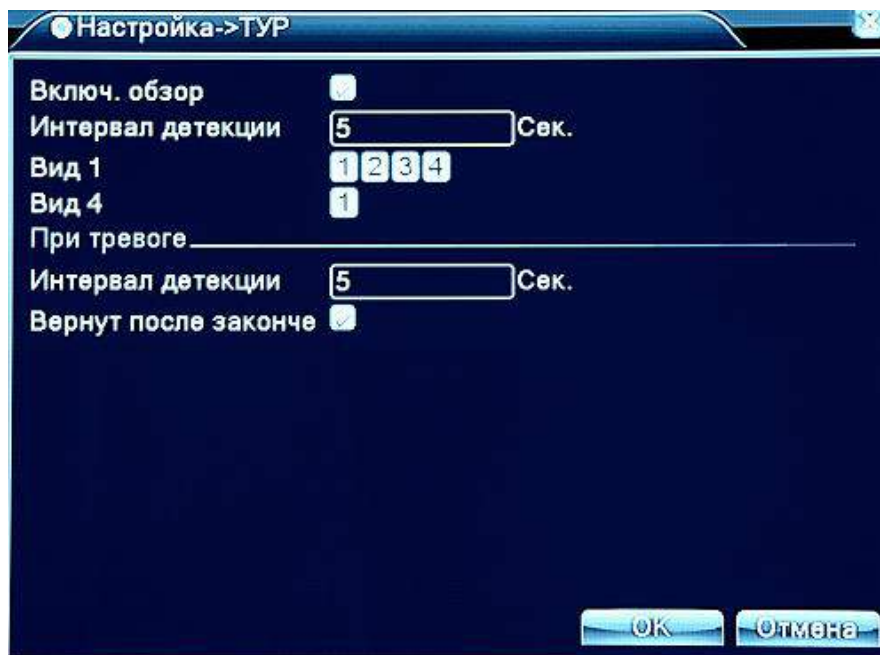 Настройка->ТУР
Включ. обзор
Интервал детекции 5 Сек.
Вид 1 1 2 3 4
Вид 4 1
При тревоге
Интервал детекции 5 Сек.
Вернут после законче
OK Отмена